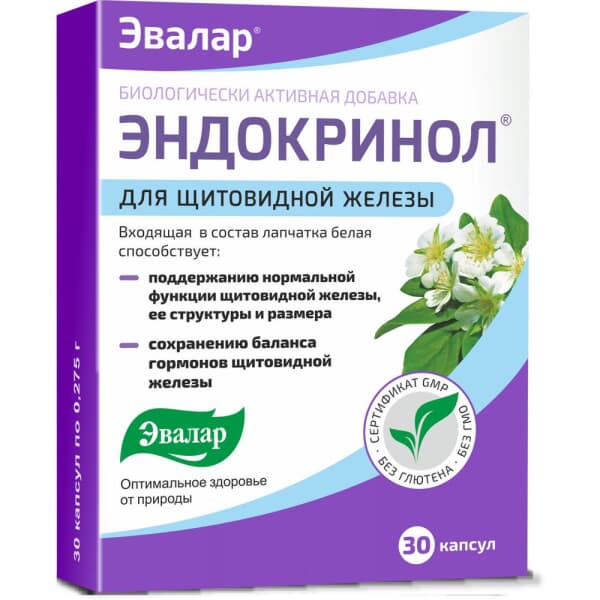 Эвалар®
БИОЛОГИЧЕСКИ АКТИВНАЯ ДОБАВКА
ЭНДОКРИНОЛ®
ДЛЯ ЩИТОВИДНОЙ ЖЕЛЕЗЫ
Входящая в состав лапчатка белая
способствует:
поддержанию нормальной
функции щитовидной железы,
ее структуры и размера
сохранению баланса
гормонов щитовидной
железы
СЕРТИФИКАТ GMP
БЕЗ ГМО
БЕЗ ГЛЮТЕНА
Эвалар
Оптимальное здоровье
от природы
30 капсул
30 капсул по 0,275 г